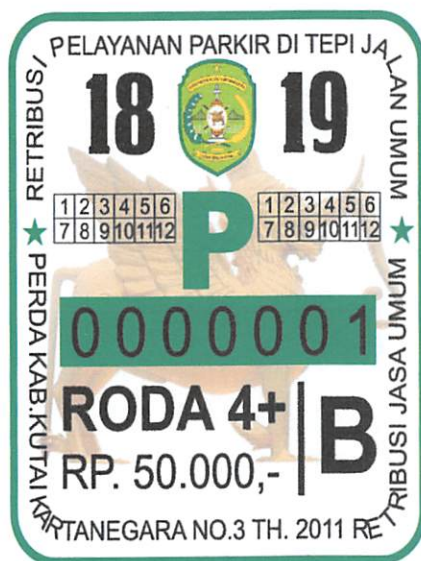 RETRIBUSI PELAYANAN PARKIR DI TEPI JALAN UMUM
18 19
1 2 3 4 5 6
7 8 9 10 11 12
P
1 2 3 4 5 6
7 8 9 10 11 12
0000001
RODA 4+
RP. 50.000,-
B
PERDA KAB.KUTAI KARTANEGARA NO.3 TH. 2011 RETRIBUSI JASA UMUM